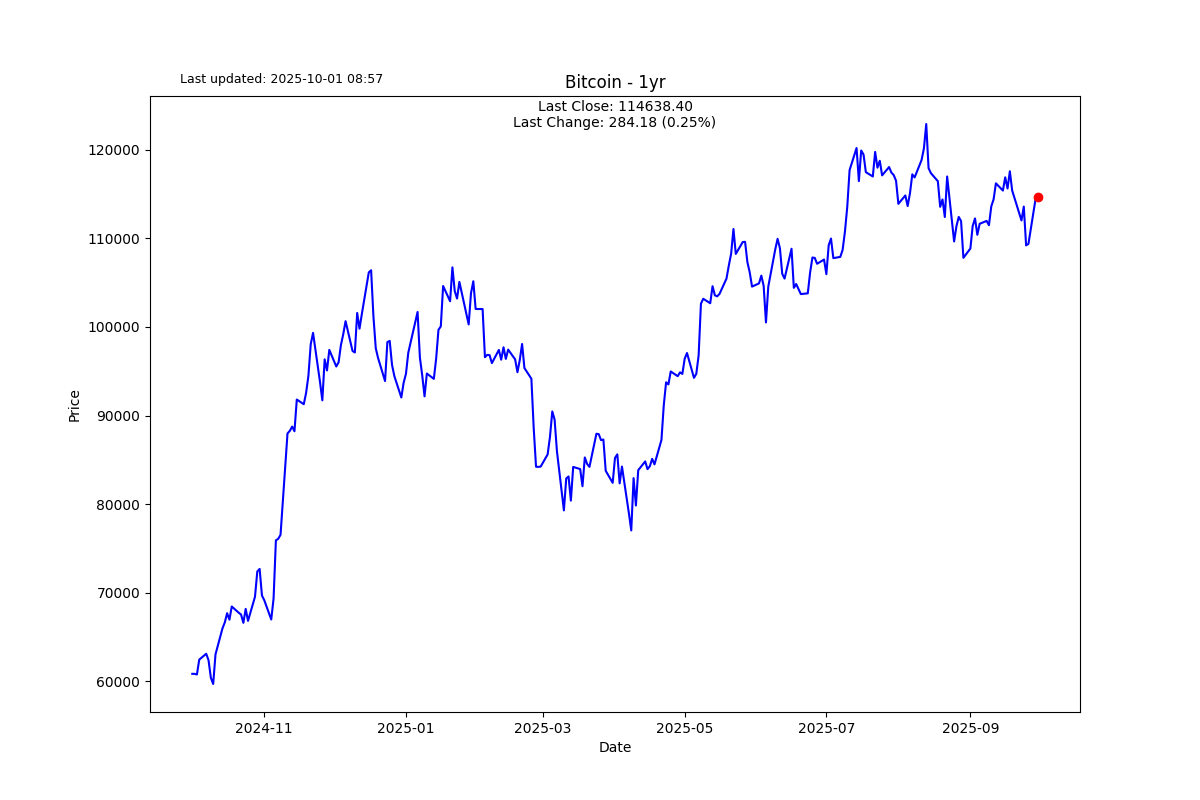 Last updated: 2025-10-01 08:57
Bitcoin - 1yr
Last Close: 114638.40
Last Change: 284.18 (0.25%)
120000
110000
100000
90000
80000
70000
60000
Price
2024-11
2025-01
2025-03
2025-05
2025-07
2025-09
Date